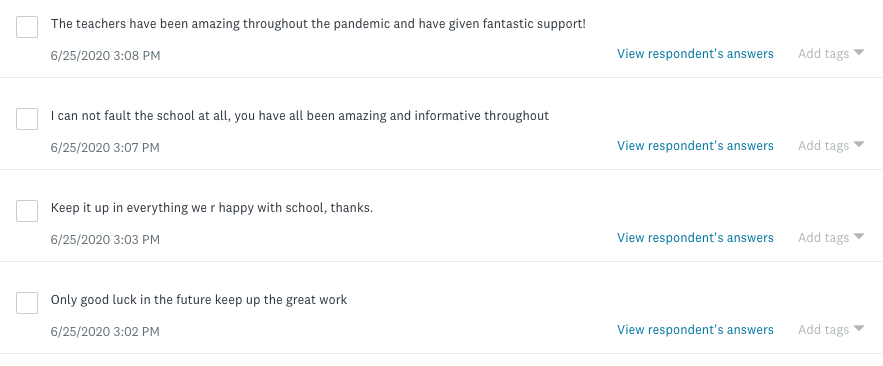 The teachers have been amazing throughout the pandemic and have given fantastic support!
6/25/2020 3:08 PM View respondent's answers Add tags
I can not fault the school at all, you have all been amazing and informative throughout
6/25/2020 3:07 PM View respondent's answers Add tags
Keep it up in everything we r happy with school, thanks.
6/25/2020 3:03 PM View respondent's answers Add tags
Only good luck in the future keep up the great work
6/25/2020 3:02 PM View respondent's answers Add tags